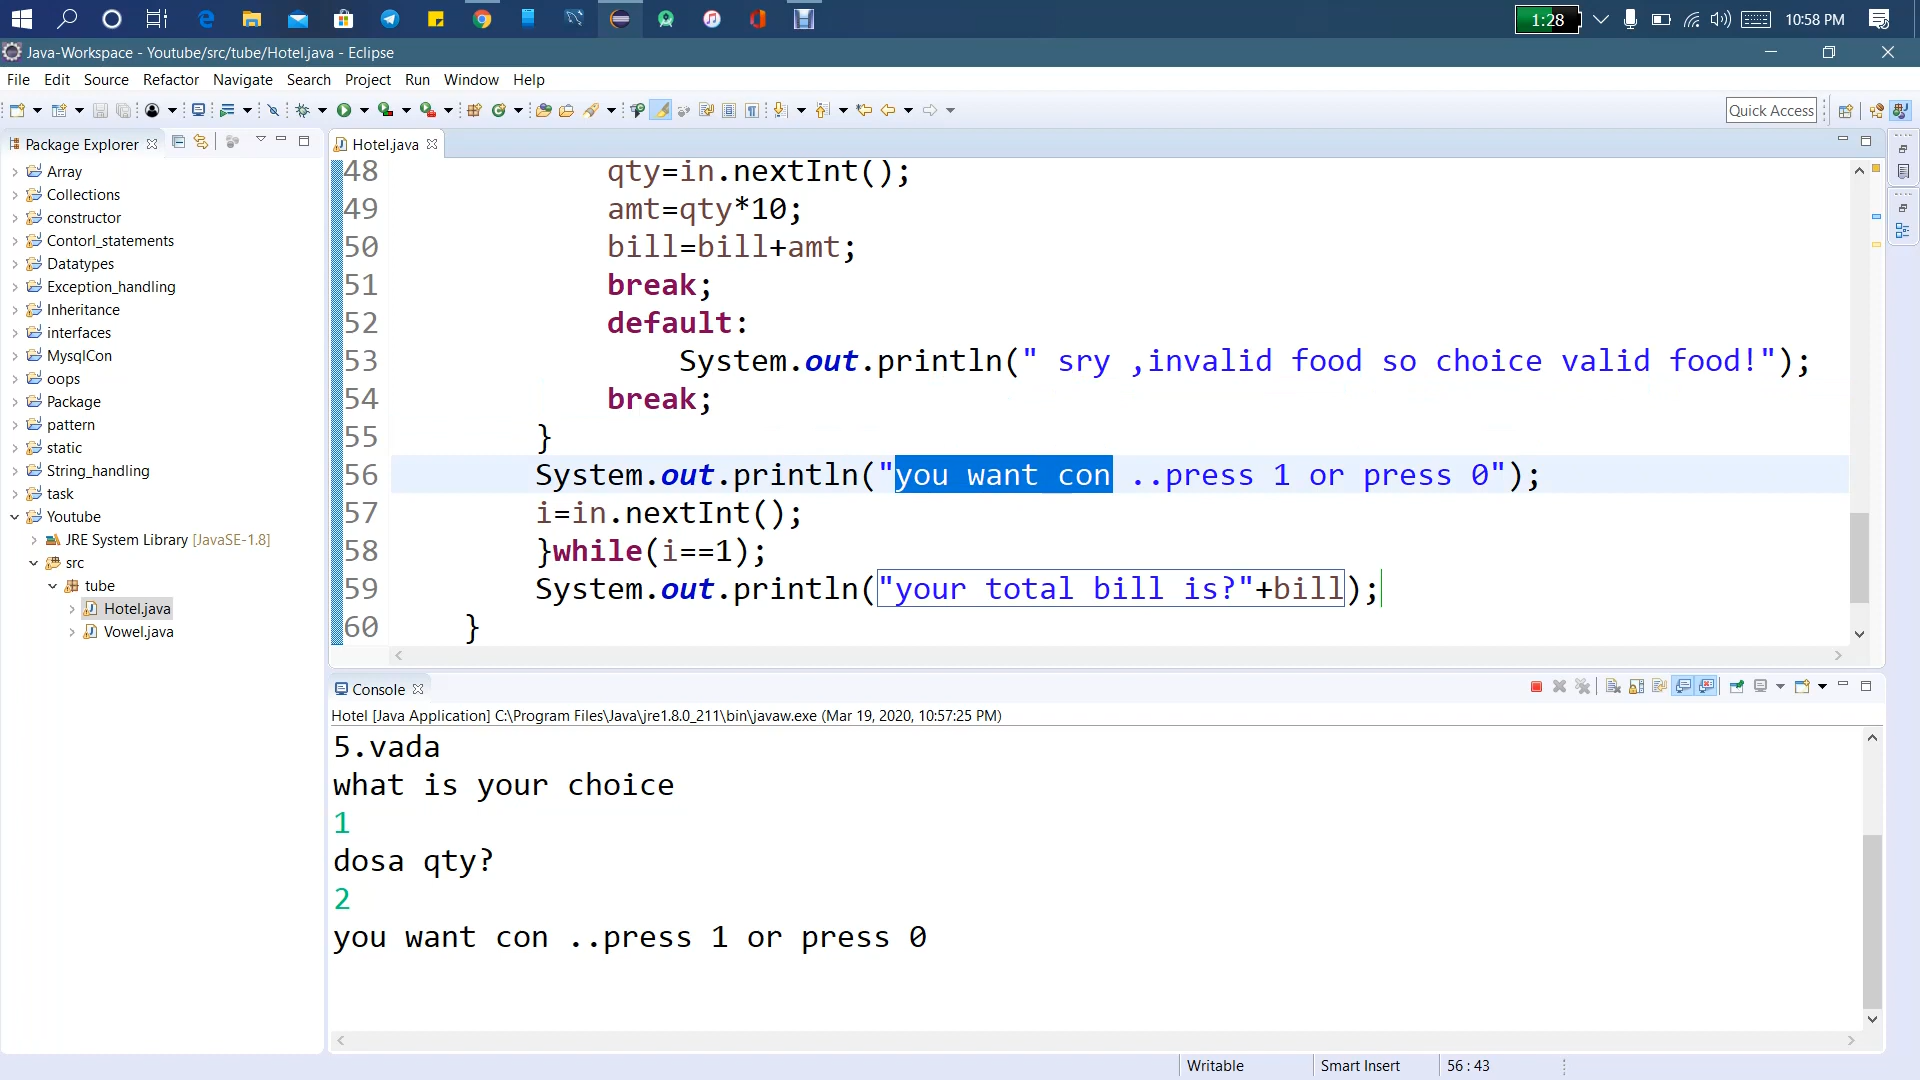 1:28
10:58 PM
Java-Workspace - Youtube/src/tube/Hotel.java - Eclipse
File Edit Source Refactor Navigate Search Project Run Window Help
Quick Access
Package Explorer
Array
Collections
constructor
Contorl_statements
Datatypes
Exception_handling
Inheritance
interfaces
MysqlCon
oops
Package
pattern
static
String_handling
task
Youtube
JRE System Library [JavaSE-1.8]
src
tube
Hotel.java
Vowel.java
Hotel.java
48 qty=in.nextInt();
49 amt=qty*10;
50 bill=bill+amt;
51 break;
52 default:
53 System.out.println(" sry ,invalid food so choice valid food!");
54 break;
55 }
56 System.out.println("you want con ..press 1 or press 0");
57 i=in.nextInt();
58 }while(i==1);
59 System.out.println("your total bill is?"+bill);
60 }
Console
Hotel [Java Application] C:\Program Files\Java\jre1.8.0_211\bin\javaw.exe (Mar 19, 2020, 10:57:25 PM)
5.vada
what is your choice
1
dosa qty?
2
you want con ..press 1 or press 0
Writable Smart Insert 56 : 43